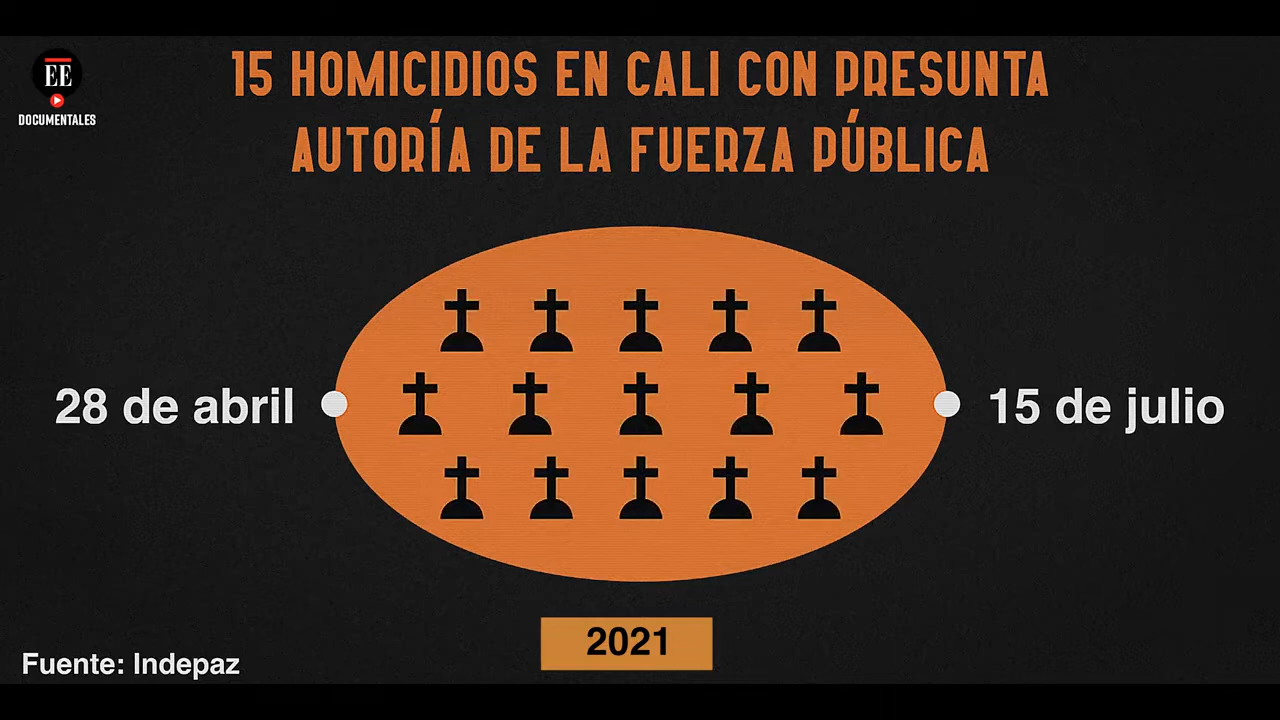 EE
DOCUMENTALES
15 HOMICIDIOS EN CALI CON PRESUNTA
AUTORÍA DE LA FUERZA PÚBLICA
28 de abril
15 de julio
2021
Fuente: Indepaz